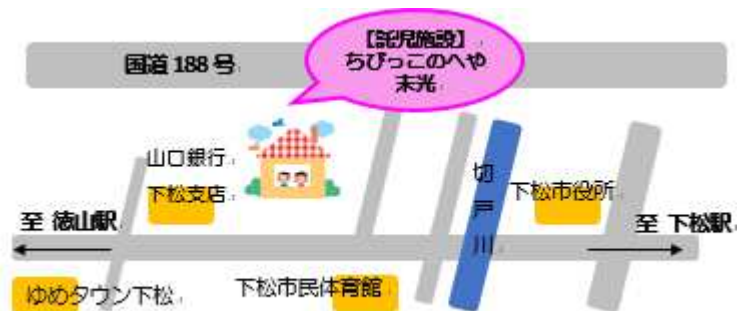 【託児施設】
ちびっこのへや
末光
国道188号
山口銀行
下松支店
切戸川
下松市役所
至 徳山駅
至 下松駅
ゆめタウン下松
下松市民体育館